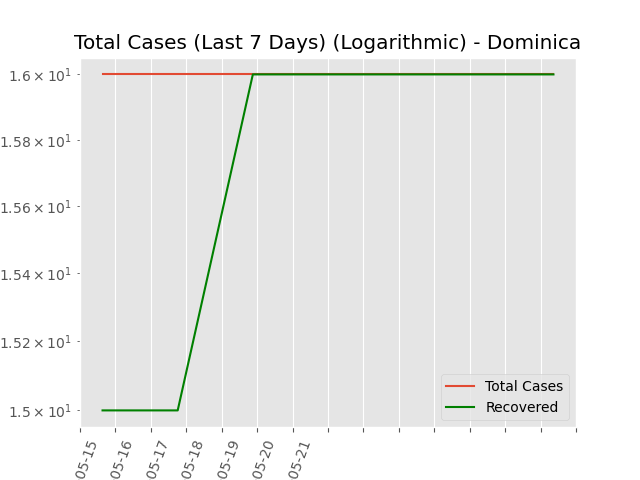 Total Cases (Last 7 Days) (Logarithmic) - Dominica
1.6 × 10¹
1.58 × 10¹
1.56 × 10¹
1.54 × 10¹
1.52 × 10¹
1.5 × 10¹
Total Cases
Recovered
05-15
05-16
05-17
05-18
05-19
05-20
05-21